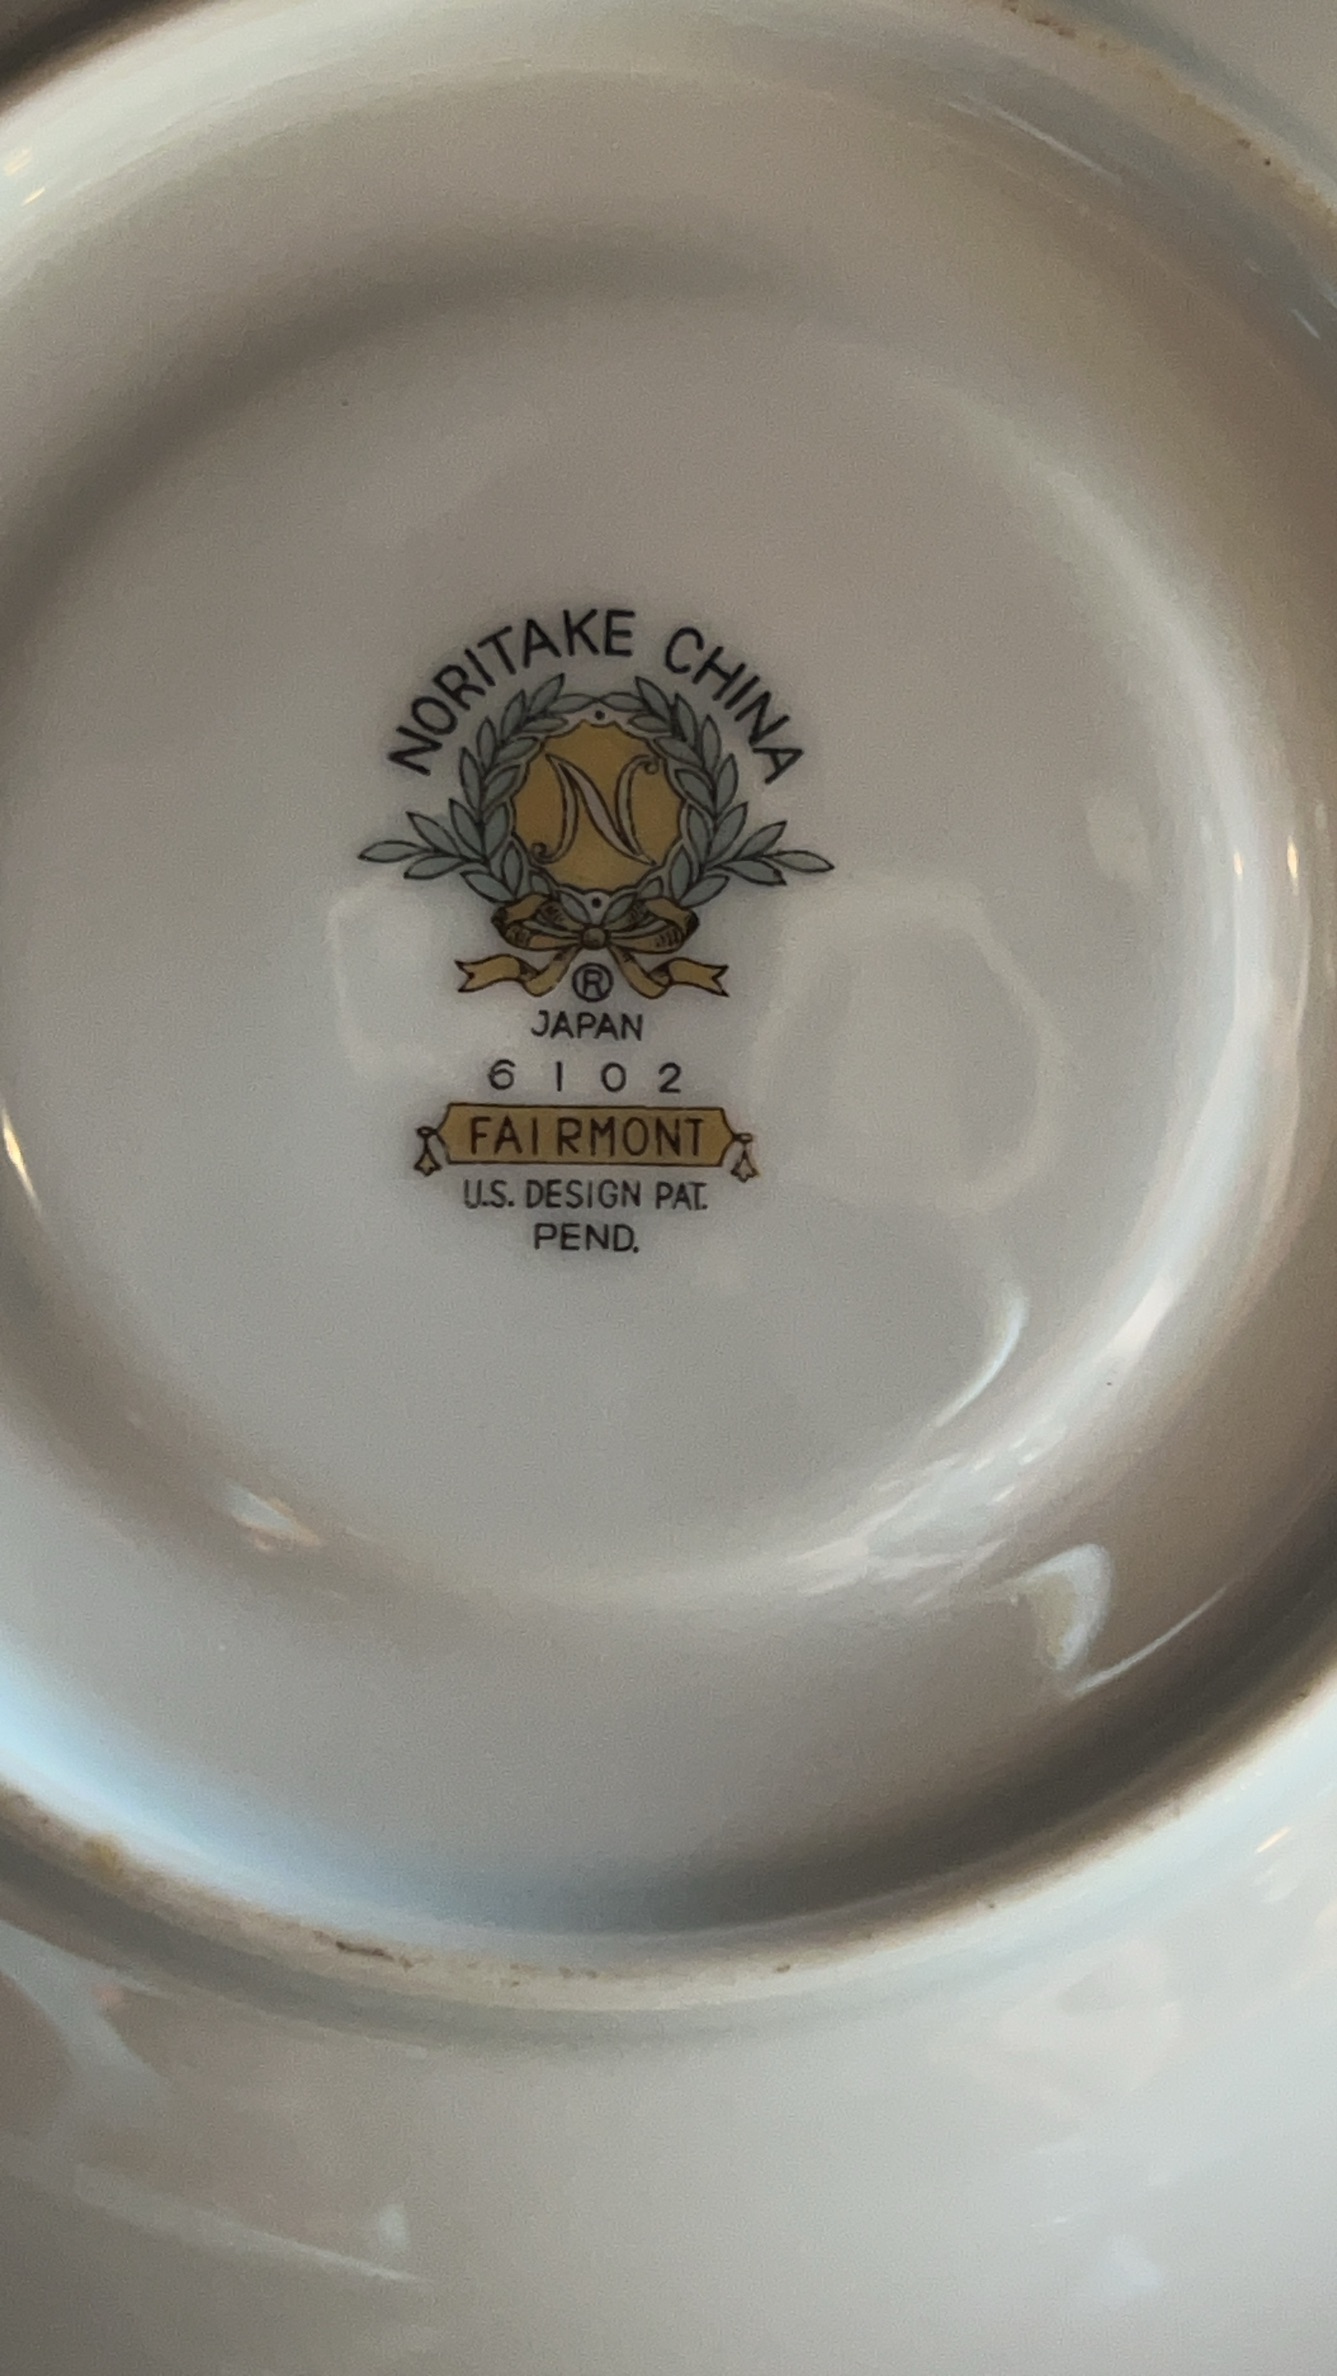 NORITAKE CHINA
N
®
JAPAN
6102
FAIRMONT
U.S. DESIGN PAT.
PEND.